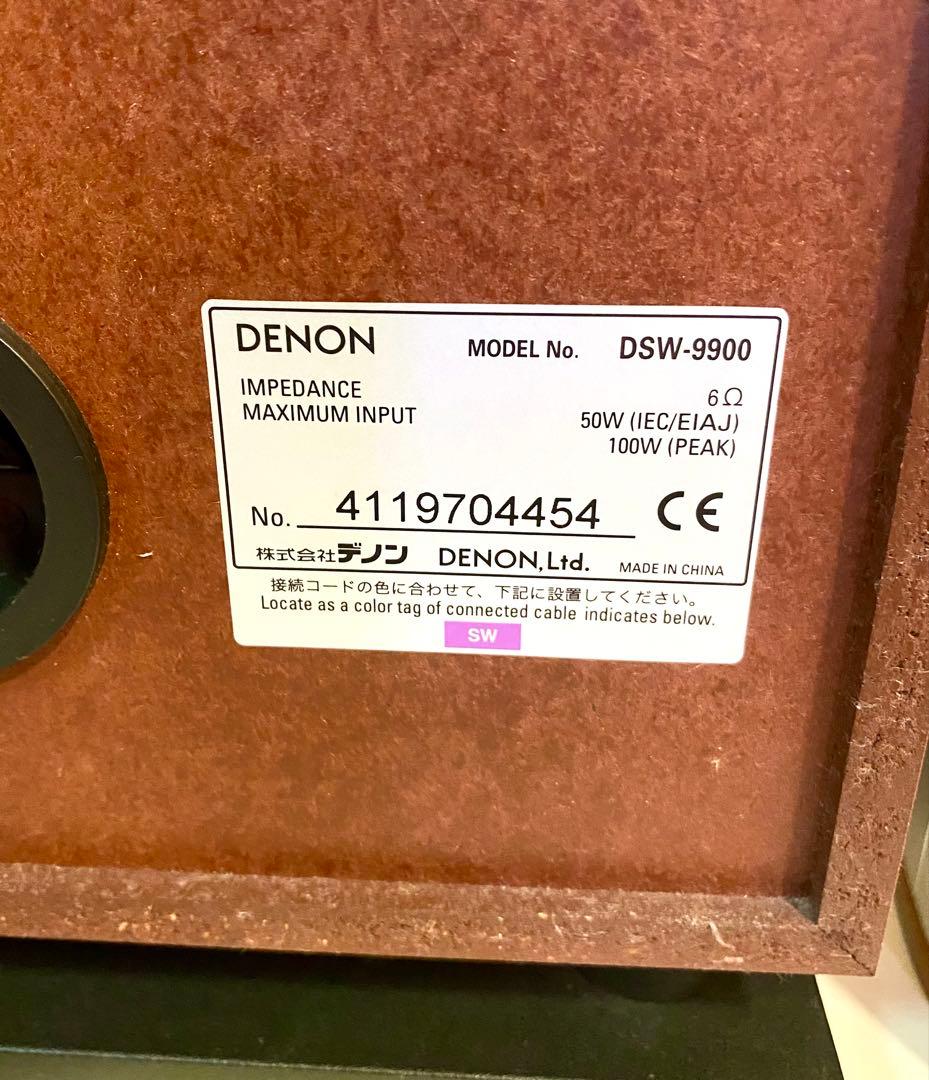 DENON MODEL No. DSW-9900
IMPEDANCE 6Ω
MAXIMUM INPUT 50W (IEC/EIAJ)
100W (PEAK)
No. 4119704454 CE
株式会社デノン DENON, Ltd. MADE IN CHINA
接続コードの色に合わせて、下記に設置してください。
Locate as a color tag of connected cable indicates below.
SW